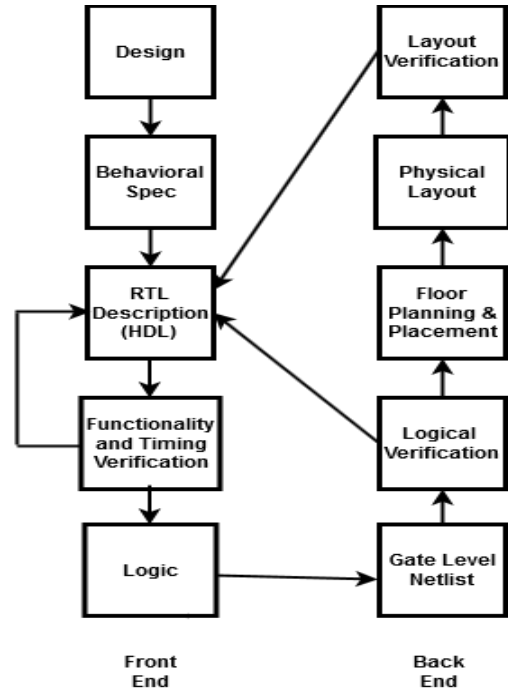 Design
Behavioral
Spec
RTL
Description
(HDL)
Functionality
and Timing
Verification
Logic
Front
End
Layout
Verification
Physical
Layout
Floor
Planning &
Placement
Logical
Verification
Gate Level
Netlist
Back
End